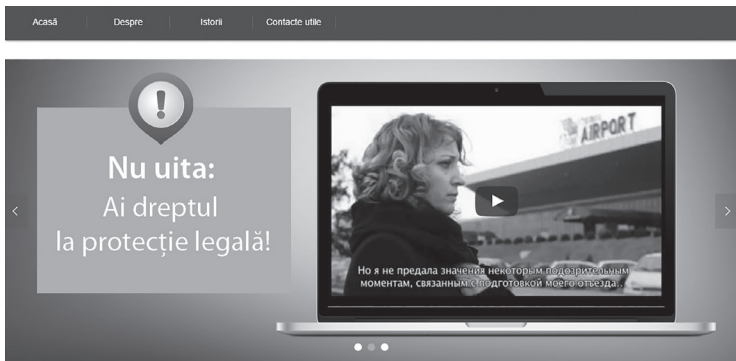 Acasă
Despre
Istorii
Contacte utile
Nu uita:
Ai dreptul
la protecție legală!
AIRPORT
Но я не предала значения некоторым подозрительным
моментам, связанным с подготовкой моего отъезда...